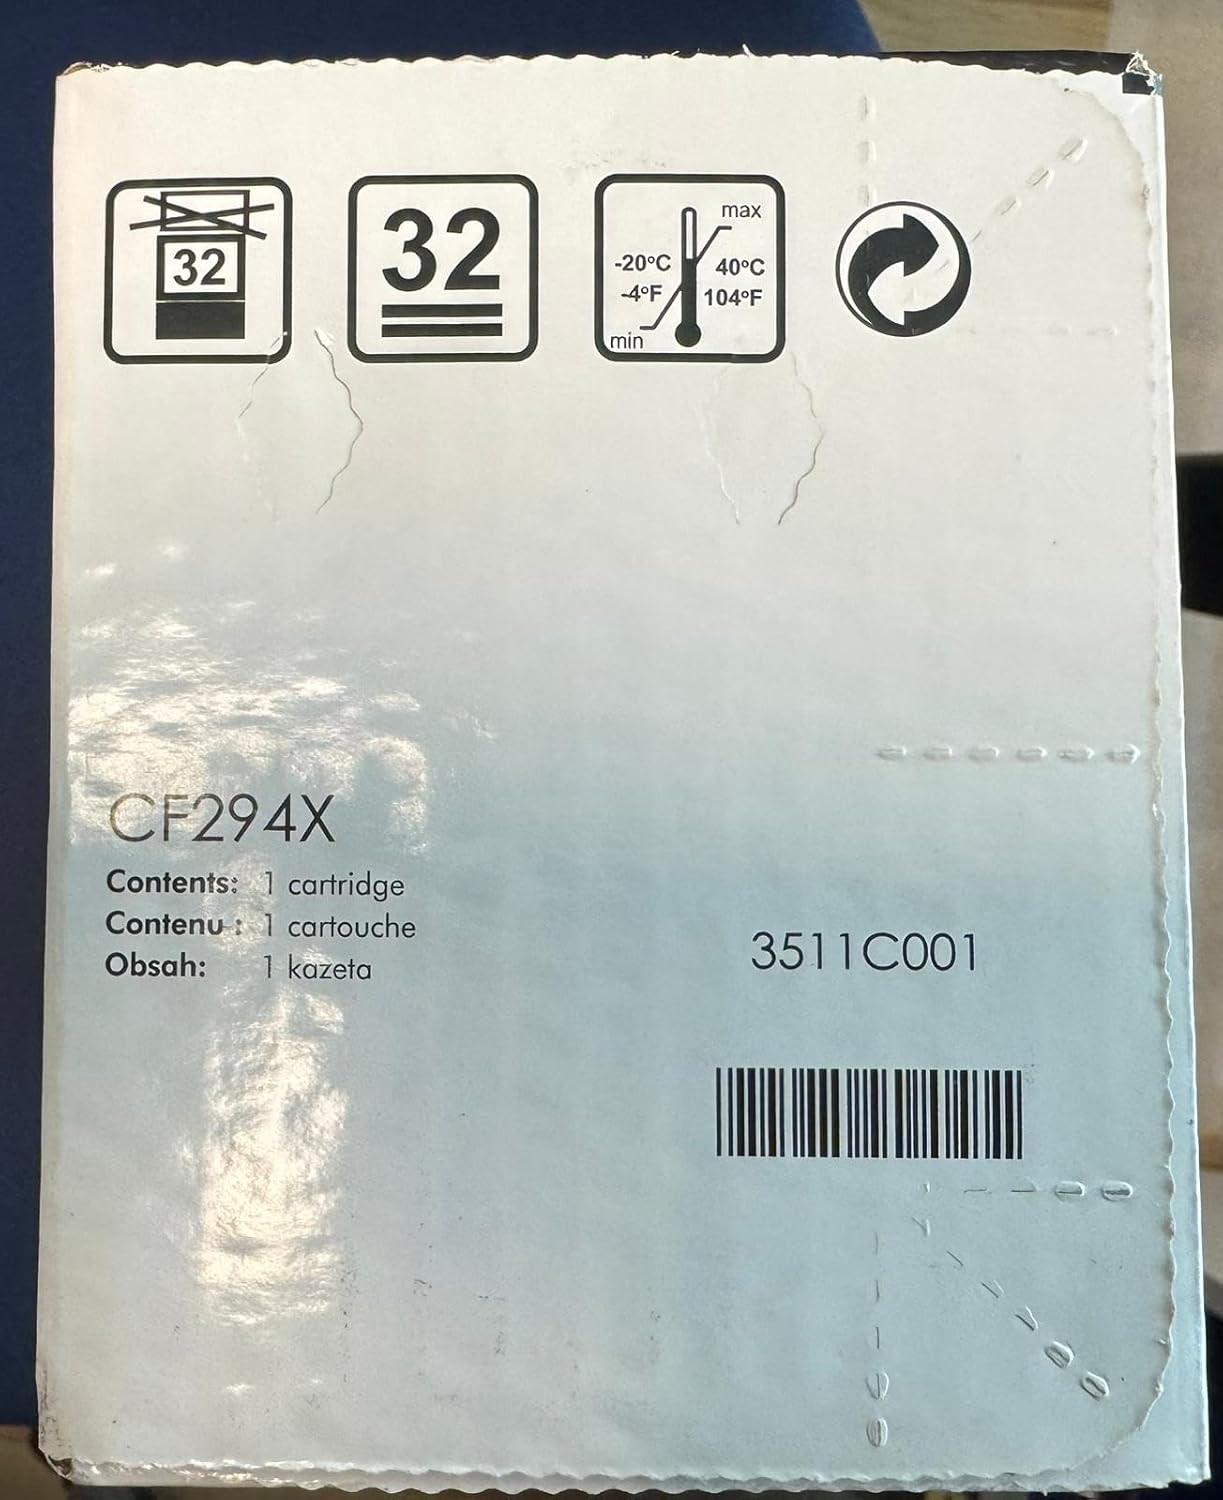 32
32
max
-20°C 40°C
-4°F 104°F
min
CF294X
Contents: 1 cartridge
Contenu : 1 cartouche
Obsah: 1 kazeta
3511C001